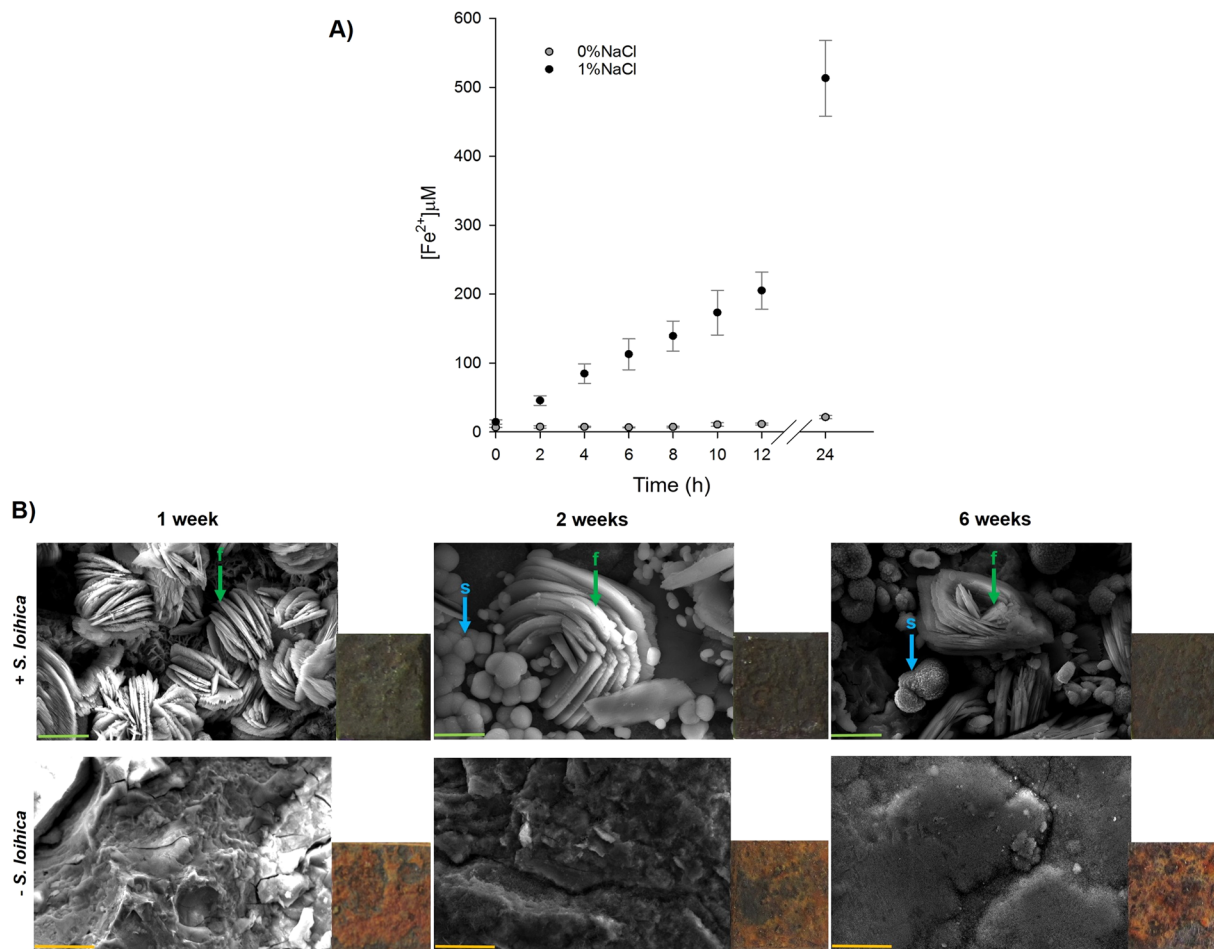 A)
600
500
400
300
200
100
0
[Fe²⁺]μM
0%NaCl
1%NaCl
0 2 4 6 8 10 12 24
Time (h)
B)
1 week 2 weeks 6 weeks
+ S. loihica
f
s f
s f
- S. loihica